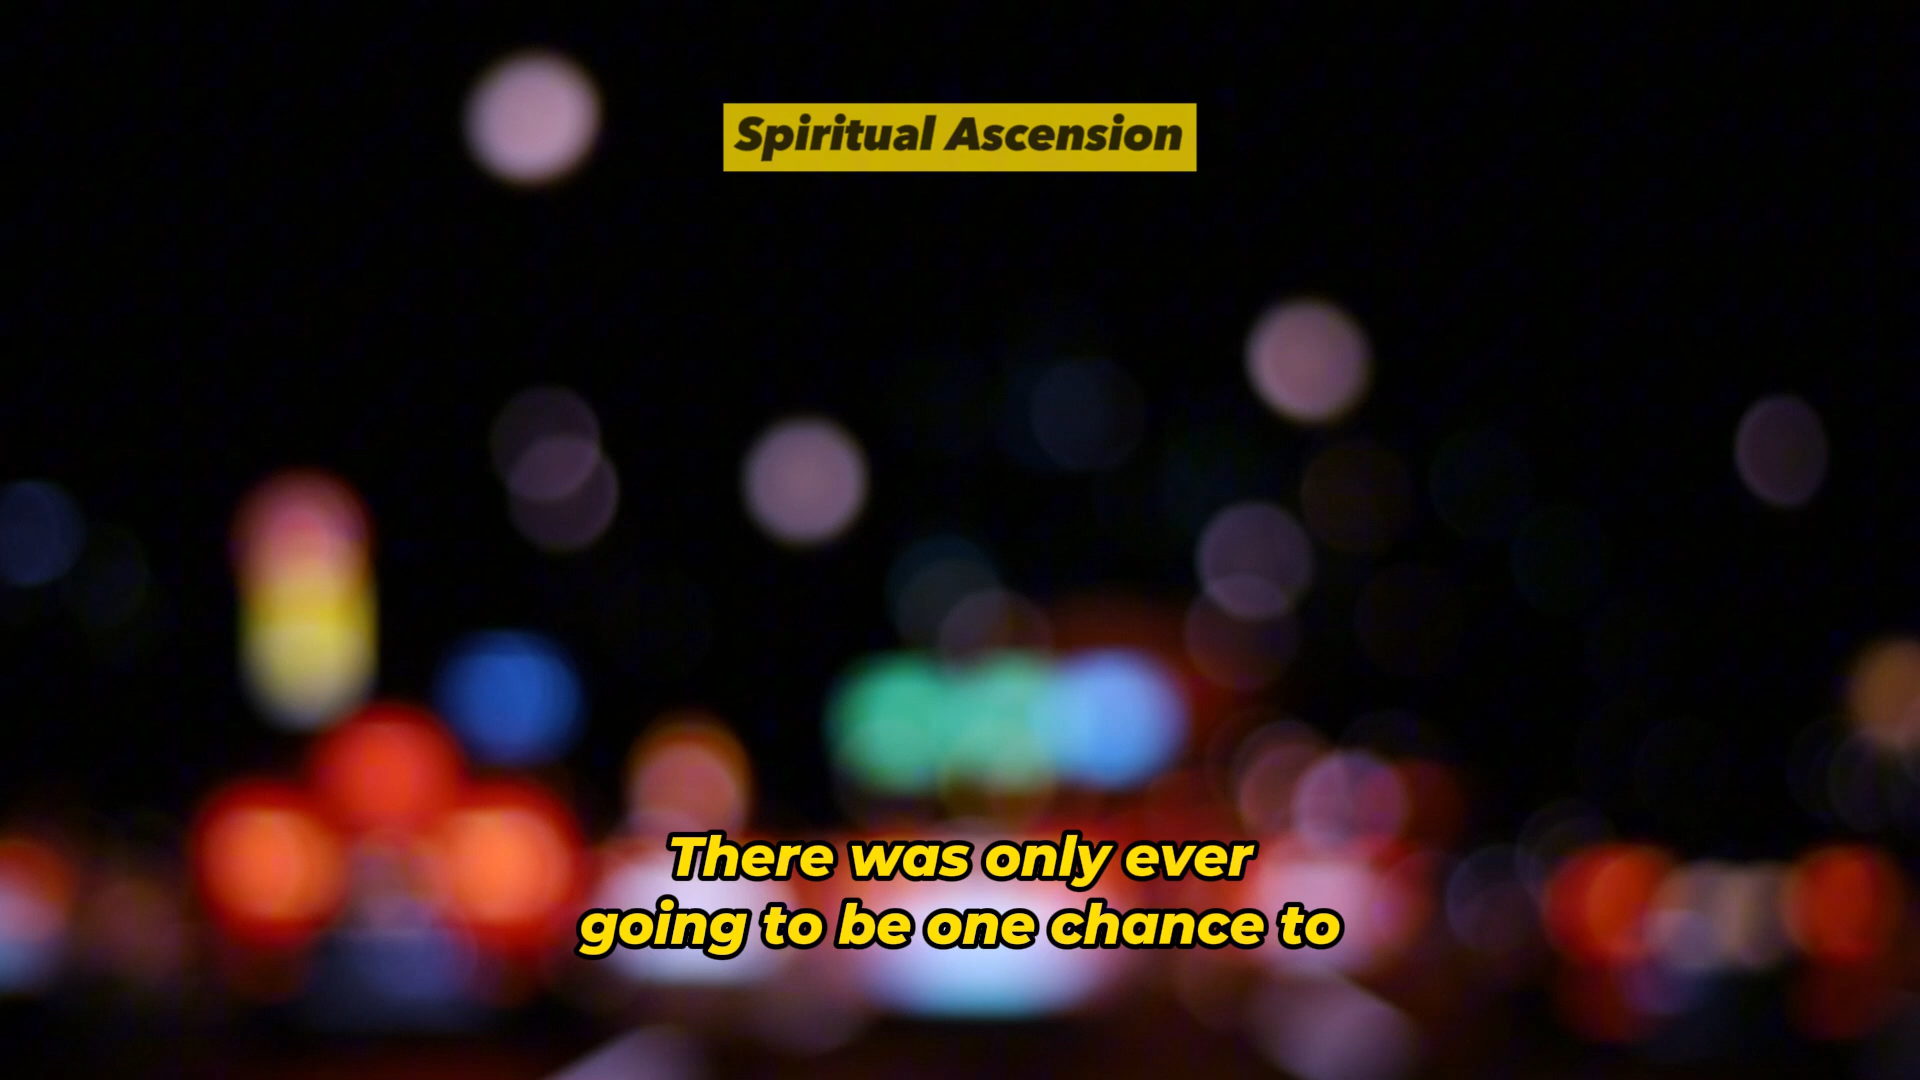 Spiritual Ascension
There was only ever
going to be one chance to